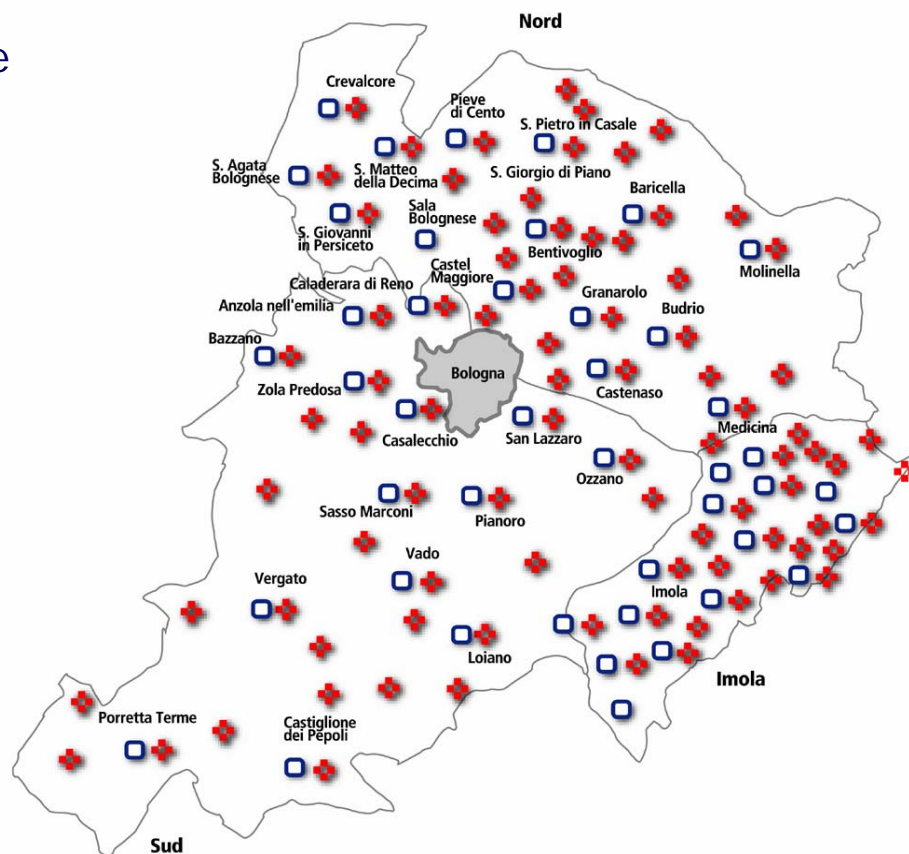 Nord
e
Crevalcore
Pieve
di Cento
S. Pietro in Casale
S. Agata
Bolognese
S. Matteo
della Decima
S. Giorgio di Piano
Baricella
Sala
Bolognese
S. Giovanni
in Persiceto
Bentivoglio
Molinella
Castel
Maggiore
Caladerara di Reno
Granarolo
Anzola nell'emilia
Budrio
Bazzano
Bologna
Zola Predosa
Castenaso
Casalecchio
San Lazzaro
Medicina
Ozzano
Sasso Marconi
Pianoro
Vado
Vergato
Imola
Loiano
Imola
Porretta Terme
Castiglione
dei Pepoli
Sud